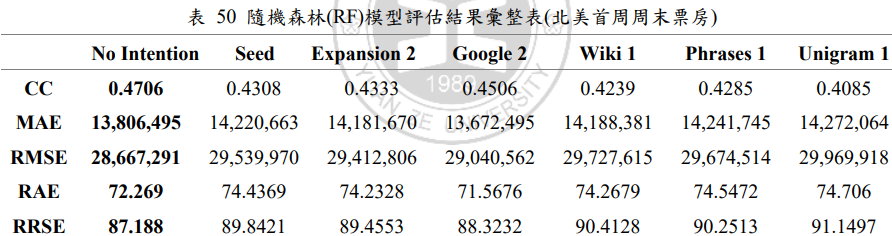 表 50 隨機森林(RF)模型評估結果彙整表(北美首周周末票房)
No Intention Seed Expansion 2 Google 2 Wiki 1 Phrases 1 Unigram 1
CC 0.4706 0.4308 0.4333 0.4506 0.4239 0.4285 0.4085
MAE 13,806,495 14,220,663 14,181,670 13,672,495 14,188,381 14,241,745 14,272,064
RMSE 28,667,291 29,539,970 29,412,806 29,040,562 29,727,615 29,674,514 29,969,918
RAE 72.269 74.4369 74.2328 71.5676 74.2679 74.5472 74.706
RRSE 87.188 89.8421 89.4553 88.3232 90.4128 90.2513 91.1497